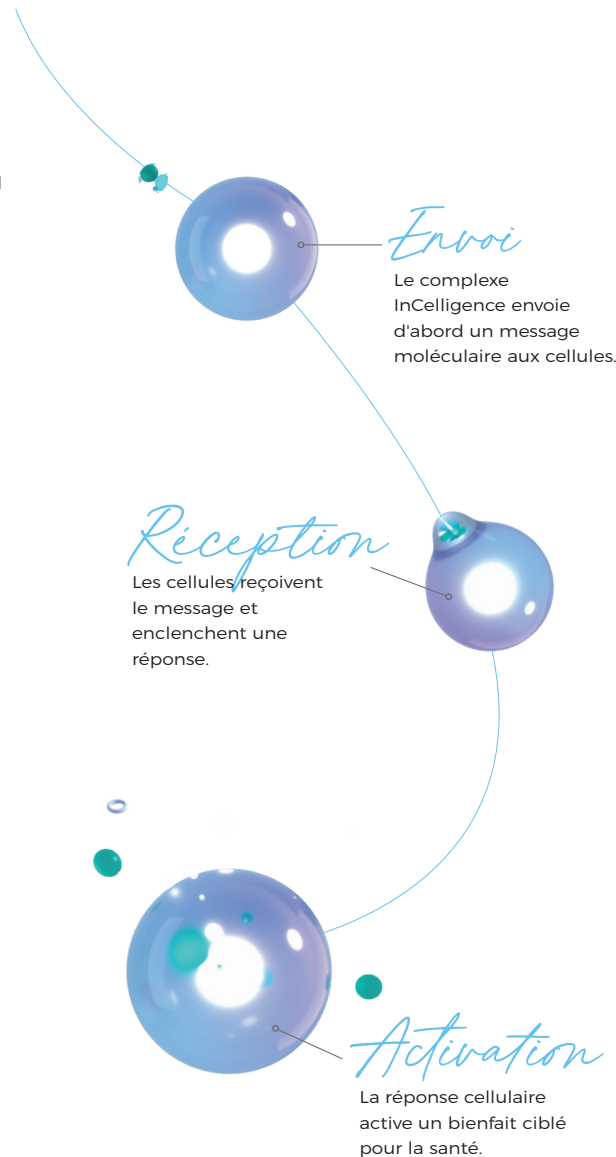 Envoi
Le complexe
InCelligence envoie
d'abord un message
moléculaire aux cellules.
Réception
Les cellules reçoivent
le message et
enclenchent une
réponse.
Activation
La réponse cellulaire
active un bienfait ciblé
pour la santé.